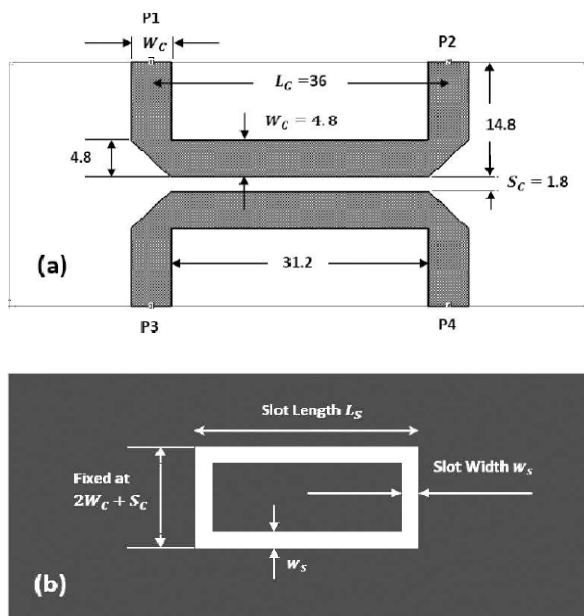 P1
W_C
P2
L_C =36
W_C = 4.8
14.8
4.8
S_C = 1.8
(a)
31.2
P3
P4
Slot Length L_S
Fixed at
2W_C + S_C
Slot Width w_s
w_s
(b)